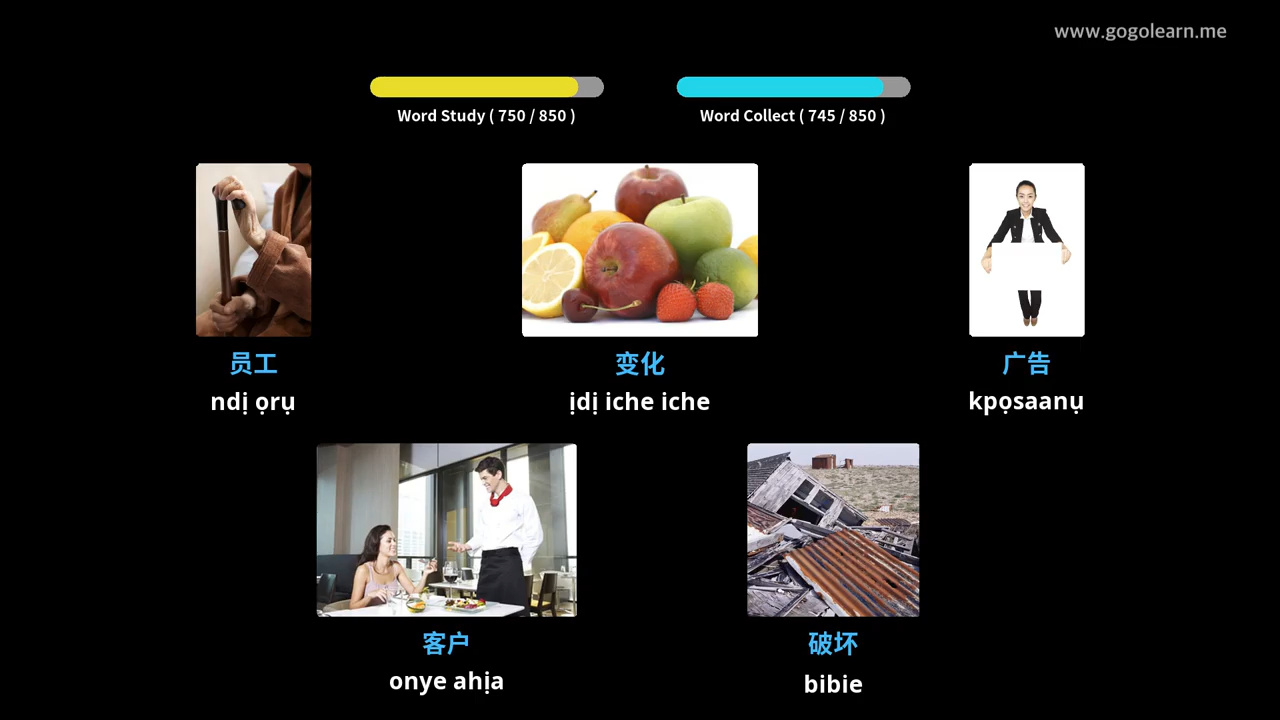 www.gogolearn.me
Word Study ( 750 / 850 )
Word Collect ( 745 / 850 )
员工
ndị ọrụ
变化
ịdị iche iche
广告
kpọsaanụ
客户
onye ahịa
破坏
bibie